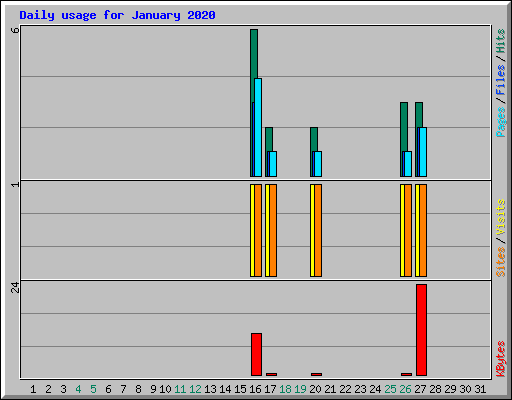 Daily usage for January 2020
6
Pages / Files / Hits
1
Sites / Visits
24
KBytes
1 2 3 4 5 6 7 8 9 10 11 12 13 14 15 16 17 18 19 20 21 22 23 24 25 26 27 28 29 30 31